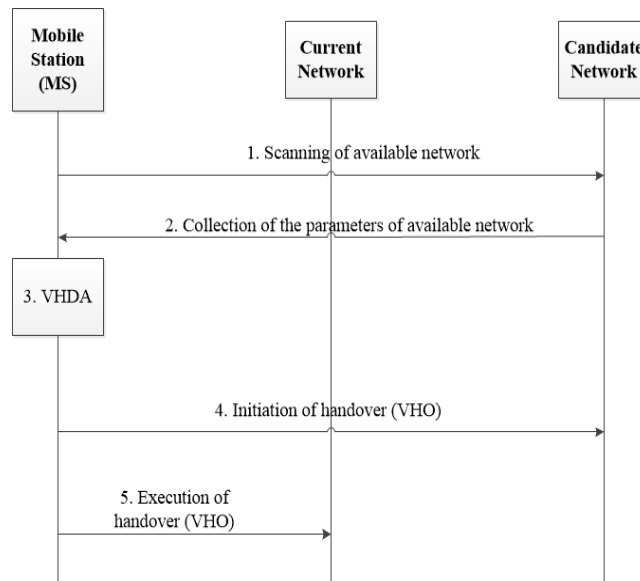 Mobile
Station
(MS)
Current
Network
Candidate
Network
1. Scanning of available network
2. Collection of the parameters of available network
3. VHDA
4. Initiation of handover (VHO)
5. Execution of
handover (VHO)